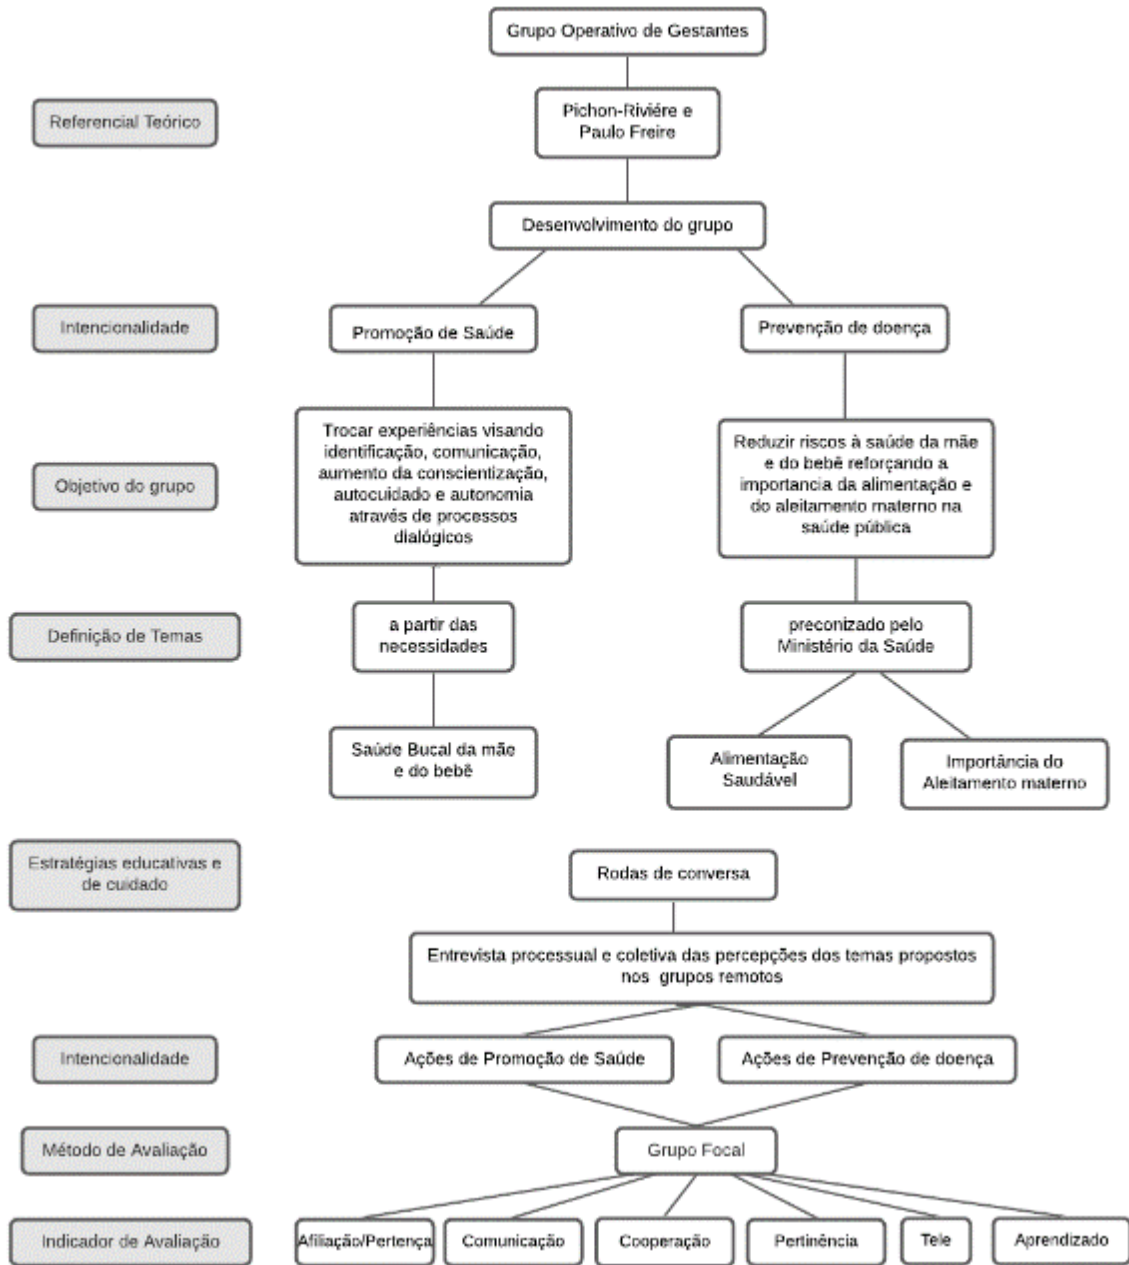 Grupo Operativo de Gestantes
Referencial Teórico
Pichon-Riviére e
Paulo Freire
Desenvolvimento do grupo
Intencionalidade
Promoção de Saúde
Prevenção de doença
Objetivo do grupo
Trocar experiências visando
identificação, comunicação,
aumento da conscientização,
autocuidado e autonomia
através de processos
dialógicos
Reduzir riscos à saúde da mãe
e do bebê reforçando a
importancia da alimentação e
do aleitamento materno na
saúde pública
Definição de Temas
a partir das
necessidades
preconizado pelo
Ministério da Saúde
Saúde Bucal da mãe
e do bebê
Alimentação
Saudável
Importância do
Aleitamento materno
Estratégias educativas e
de cuidado
Rodas de conversa
Entrevista processual e coletiva das percepções dos temas propostos
nos grupos remotos
Intencionalidade
Ações de Promoção de Saúde
Ações de Prevenção de doença
Método de Avaliação
Grupo Focal
Indicador de Avaliação
Afiliação/Pertença
Comunicação
Cooperação
Pertinência
Tele
Aprendizado